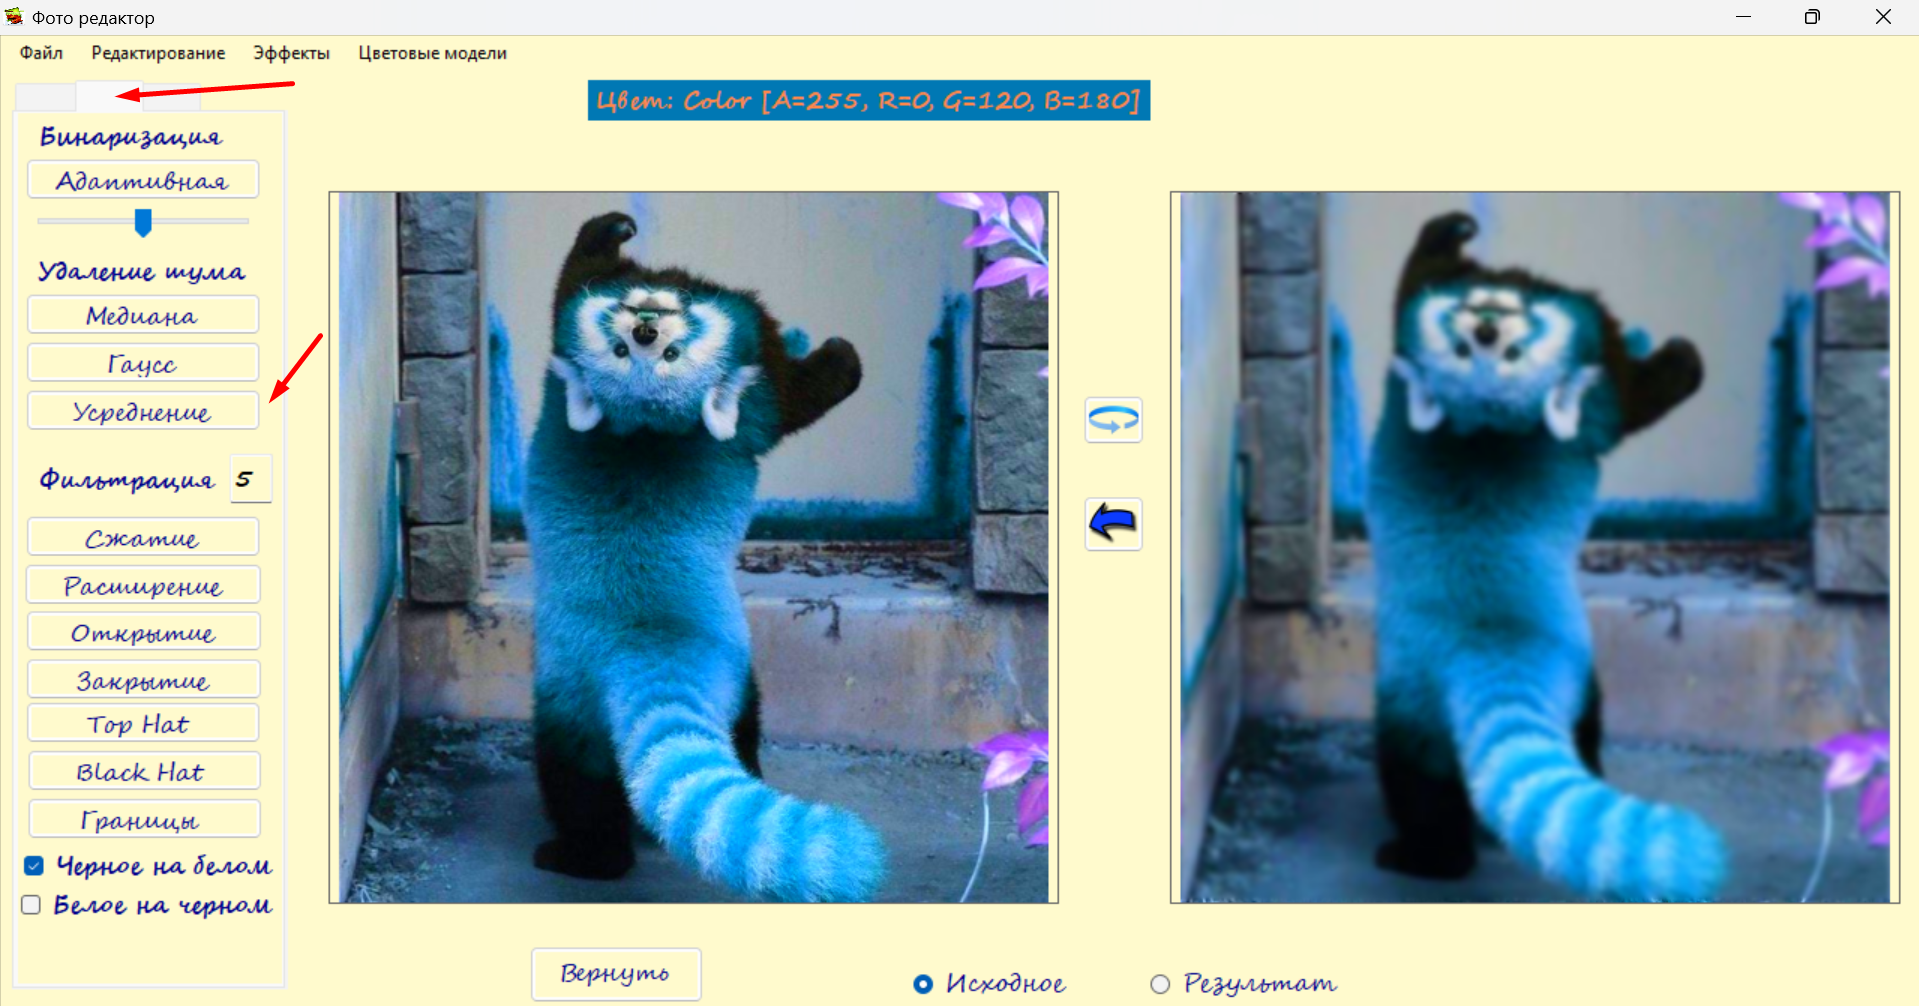 Фото редактор
Файл Редактирование Эффекты Цветовые модели
Цвет: Color [A=255, R=0, G=120, B=180]
Бинаризация
Адаптивная
Удаление шума
Медиана
Гаусс
Усреднение
Фильтрация 5
Сжатие
Расширение
Открытие
Закрытие
Top Hat
Black Hat
Границы
Черное на белом
Белое на черном
Вернуть
Исходное
Результат